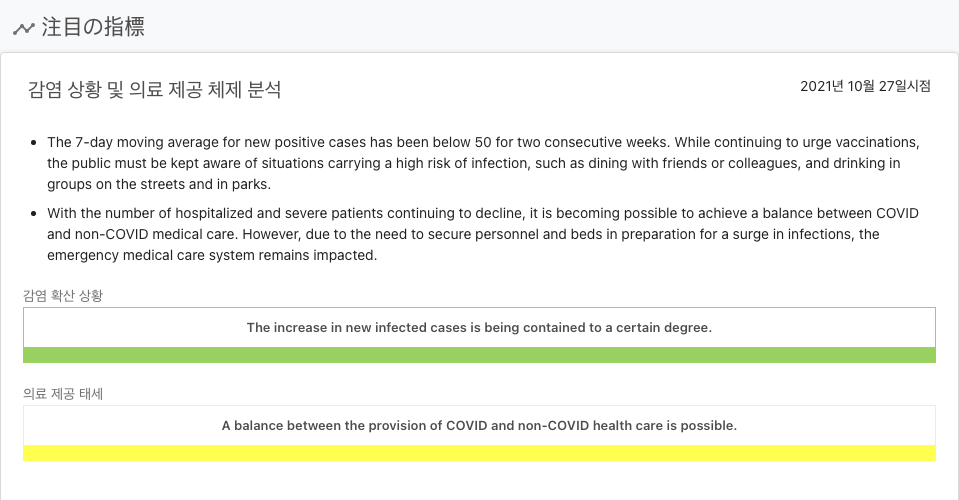 注目の指標
감염 상황 및 의료 제공 체제 분석
2021년 10월 27일시점
• The 7-day moving average for new positive cases has been below 50 for two consecutive weeks. While continuing to urge vaccinations,
the public must be kept aware of situations carrying a high risk of infection, such as dining with friends or colleagues, and drinking in
groups on the streets and in parks.
• With the number of hospitalized and severe patients continuing to decline, it is becoming possible to achieve a balance between COVID
and non-COVID medical care. However, due to the need to secure personnel and beds in preparation for a surge in infections, the
emergency medical care system remains impacted.
감염 확산 상황
The increase in new infected cases is being contained to a certain degree.
의료 제공 태세
A balance between the provision of COVID and non-COVID health care is possible.